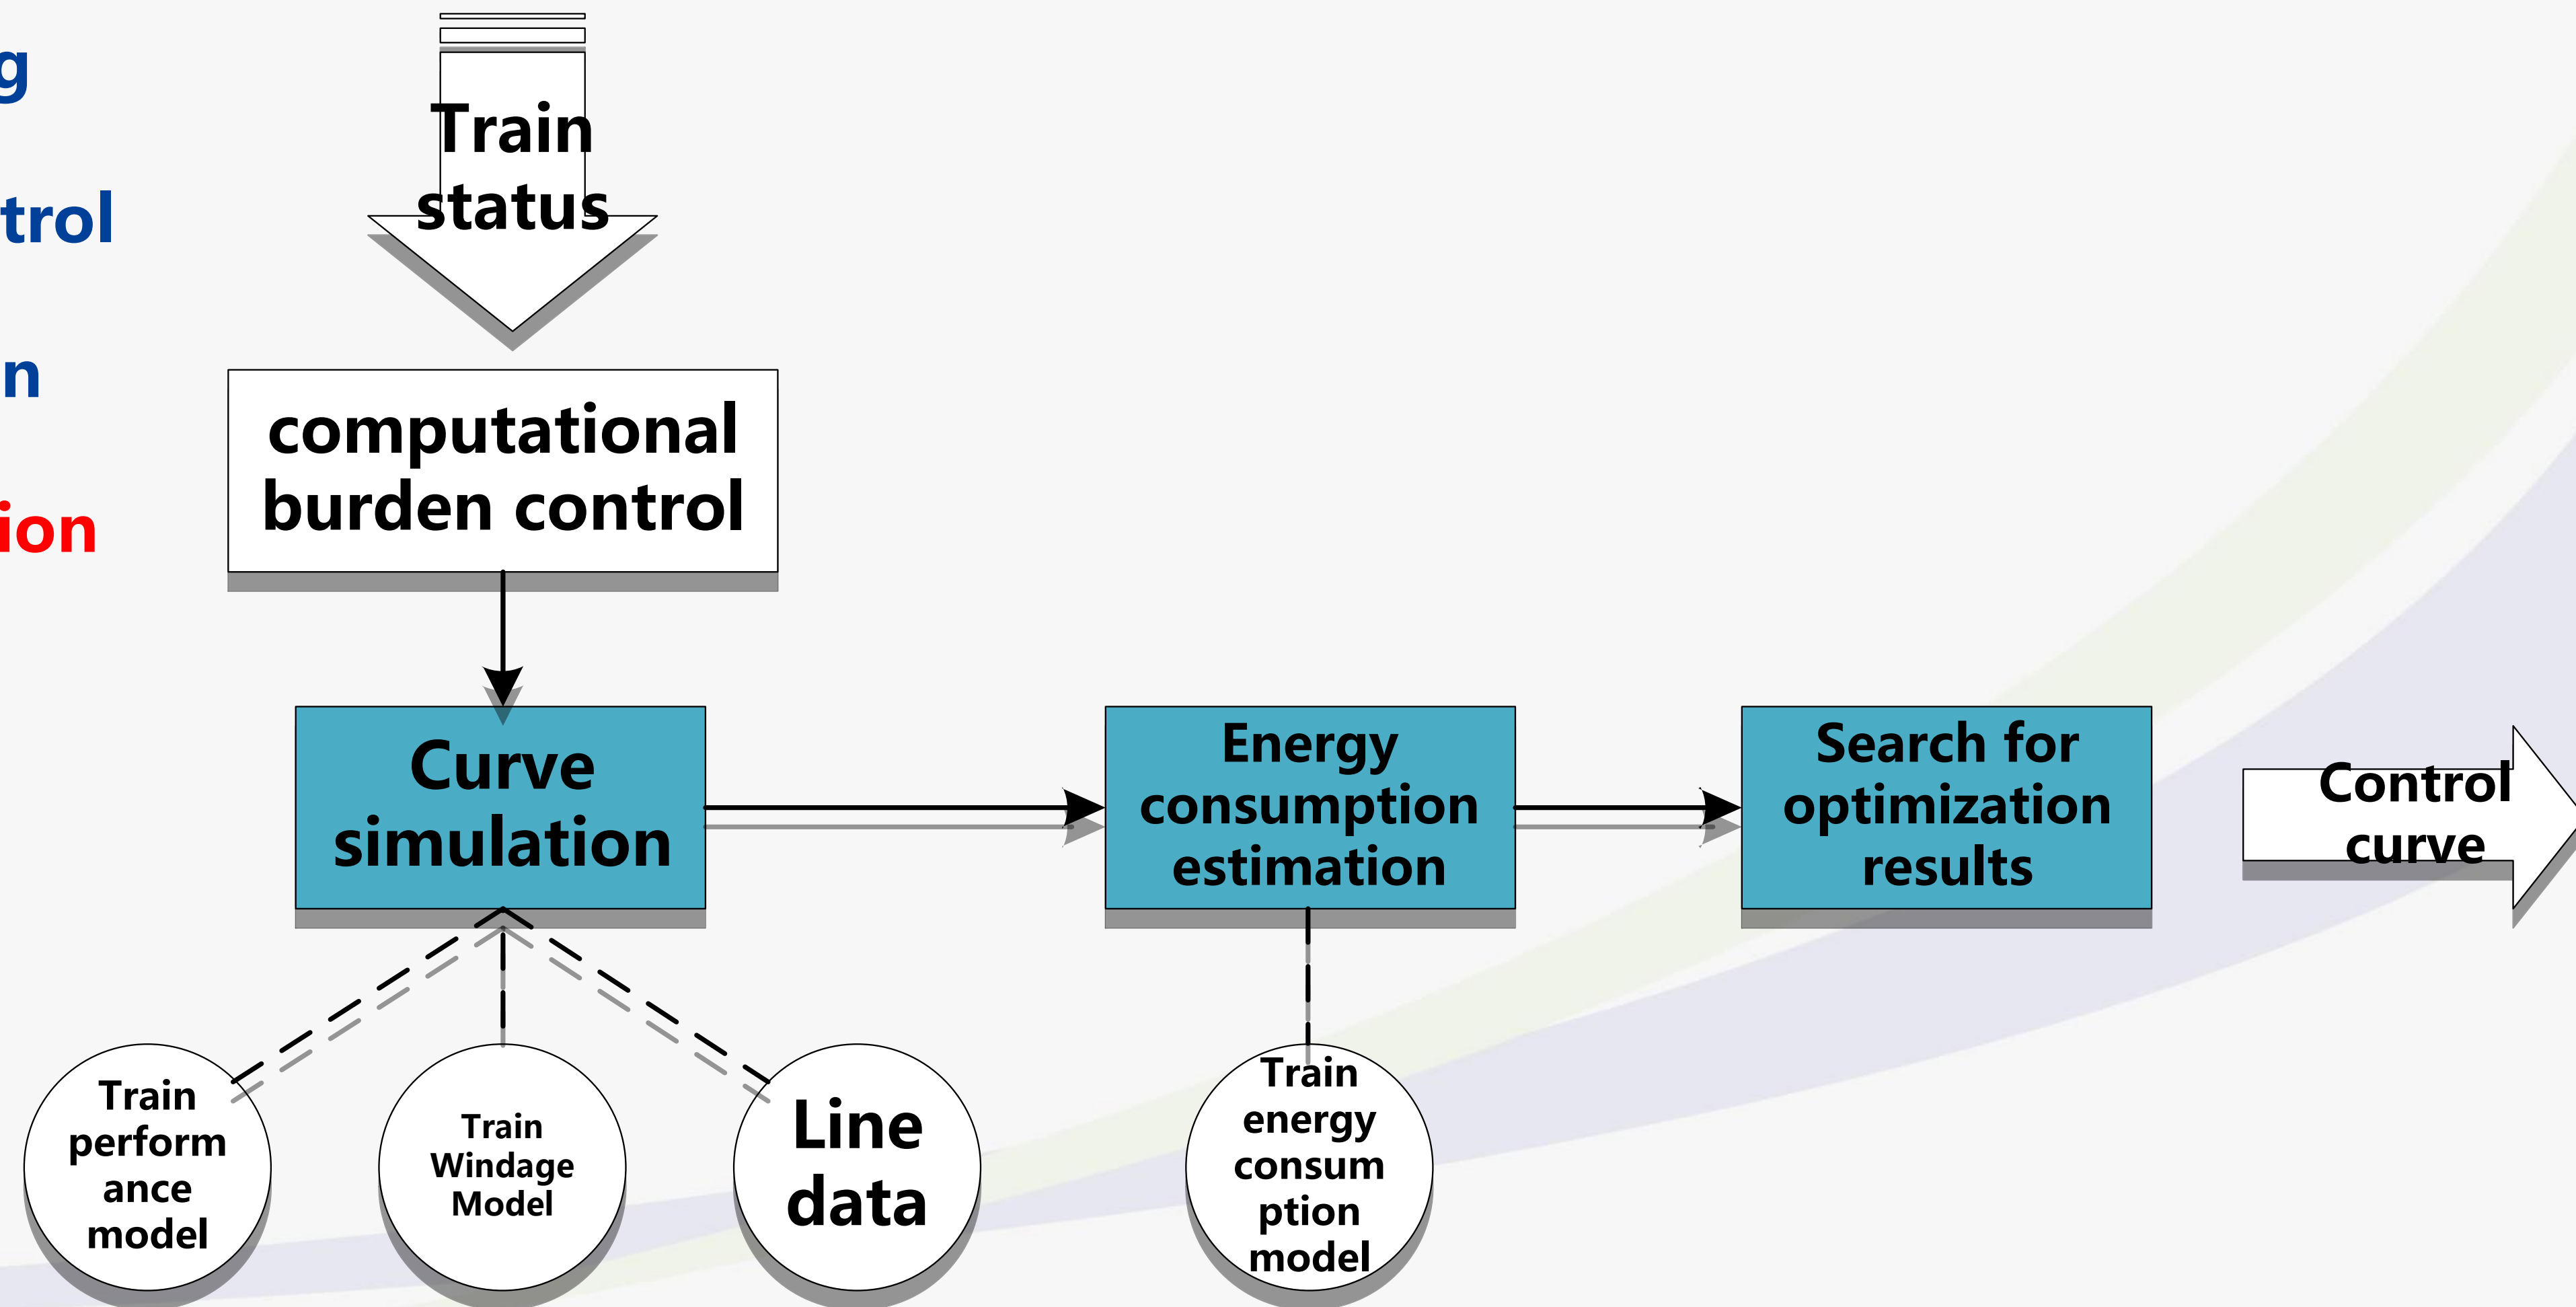 g
trol
n
ion
Train
status
computational
burden control
Curve
simulation
Energy
consumption
estimation
Search for
optimization
results
Control
curve
Train
perform
ance
model
Train
Windage
Model
Line
data
Train
energy
consum
ption
model